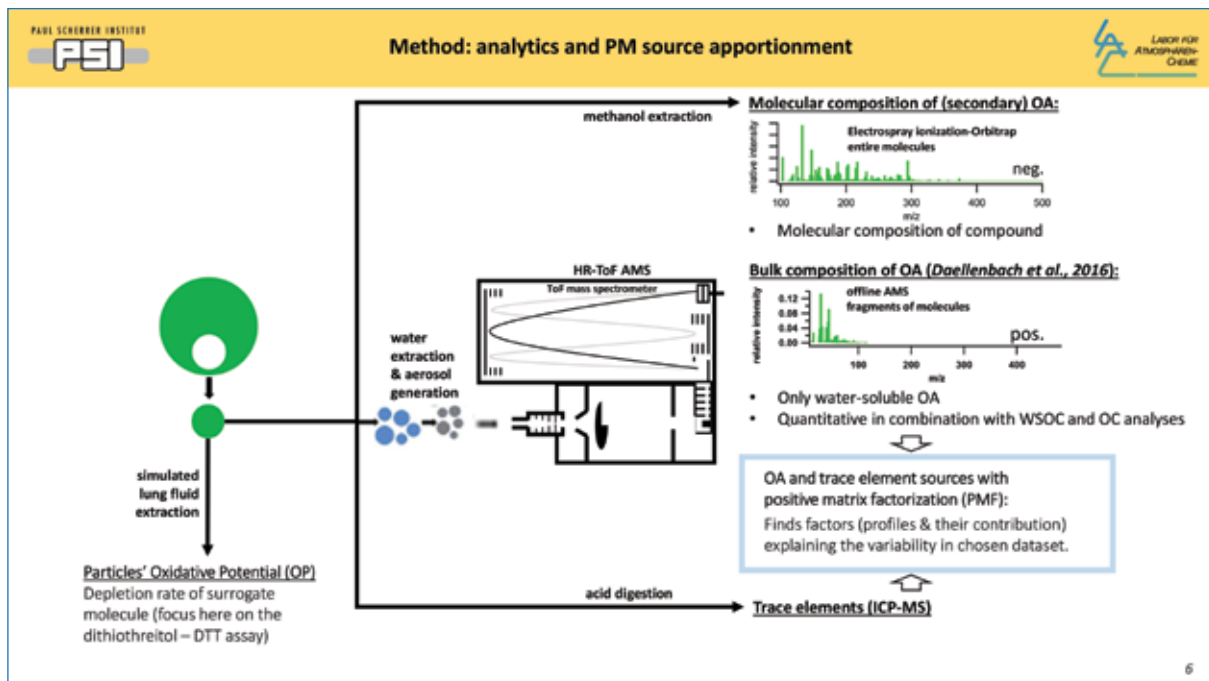 PAUL SCHERRER INSTITUT
PSI
Method: analytics and PM source apportionment
LAC
LABOR FÜR
ATMOSPHÄREN-
CHEMIE
methanol extraction
Molecular composition of (secondary) OA:
Electrospray ionization-Orbitrap
entire molecules
relative intensity
neg.
100 200 300 400 500
m/z
• Molecular composition of compound
HR-ToF AMS
ToF mass spectrometer
Bulk composition of OA (Daellenbach et al., 2016):
offline AMS
fragments of molecules
relative intensity
0.12
0.08
0.04
0.00
pos.
100 200 300 400
m/z
water
extraction
& aerosol
generation
• Only water-soluble OA
• Quantitative in combination with WSOC and OC analyses
simulated
lung fluid
extraction
OA and trace element sources with
positive matrix factorization (PMF):
Finds factors (profiles & their contribution)
explaining the variability in chosen dataset.
Particles' Oxidative Potential (OP)
Depletion rate of surrogate
molecule (focus here on the
dithiothreitol – DTT assay)
acid digestion
Trace elements (ICP-MS)
6